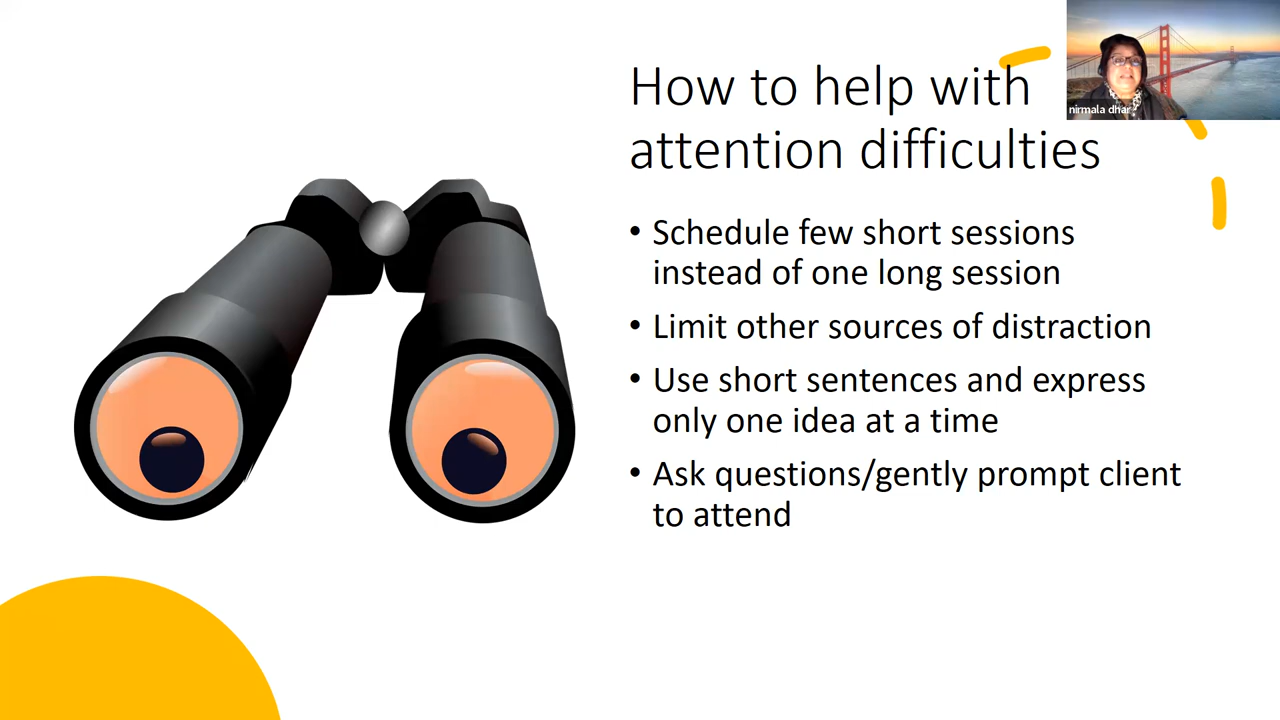 How to help with
attention difficulties
nirmala dhar
• Schedule few short sessions
instead of one long session
• Limit other sources of distraction
• Use short sentences and express
only one idea at a time
• Ask questions/gently prompt client
to attend